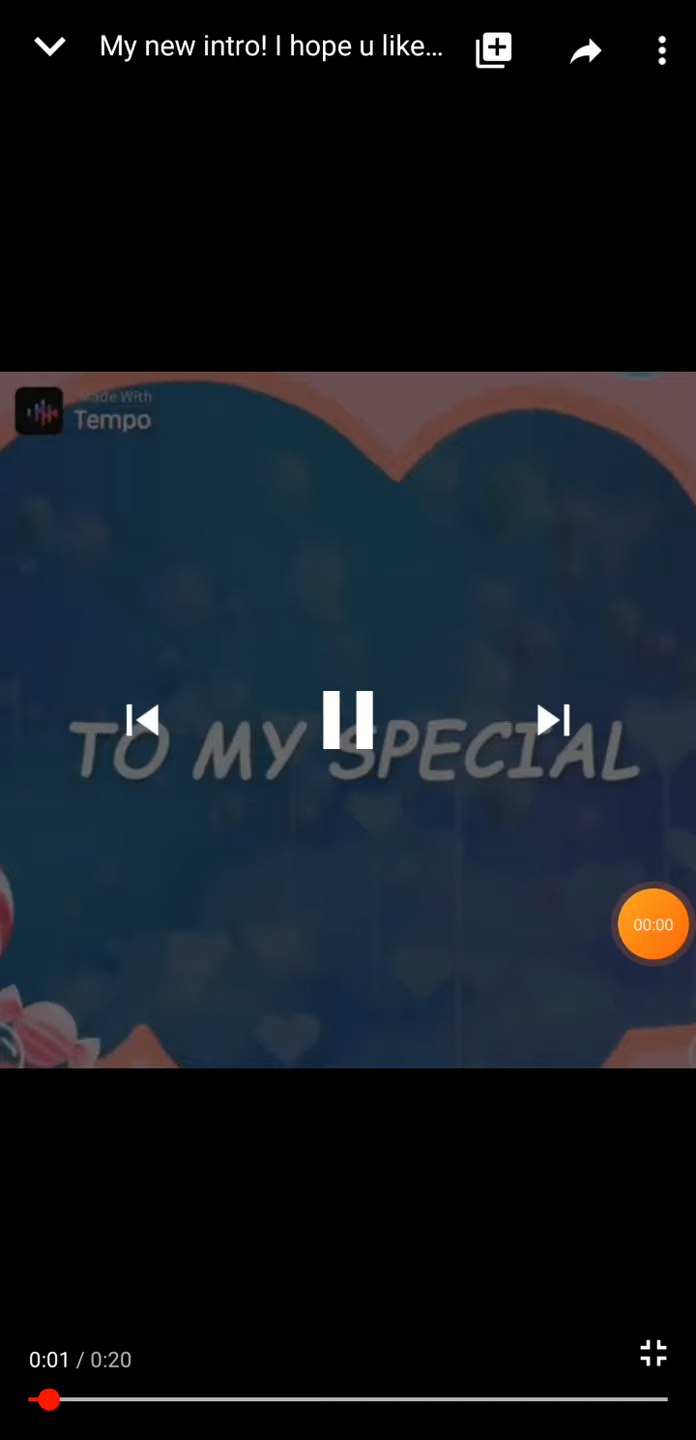 My new intro! I hope u like...
Made With
Tempo
TO MY SPECIAL
00:00
0:01 / 0:20